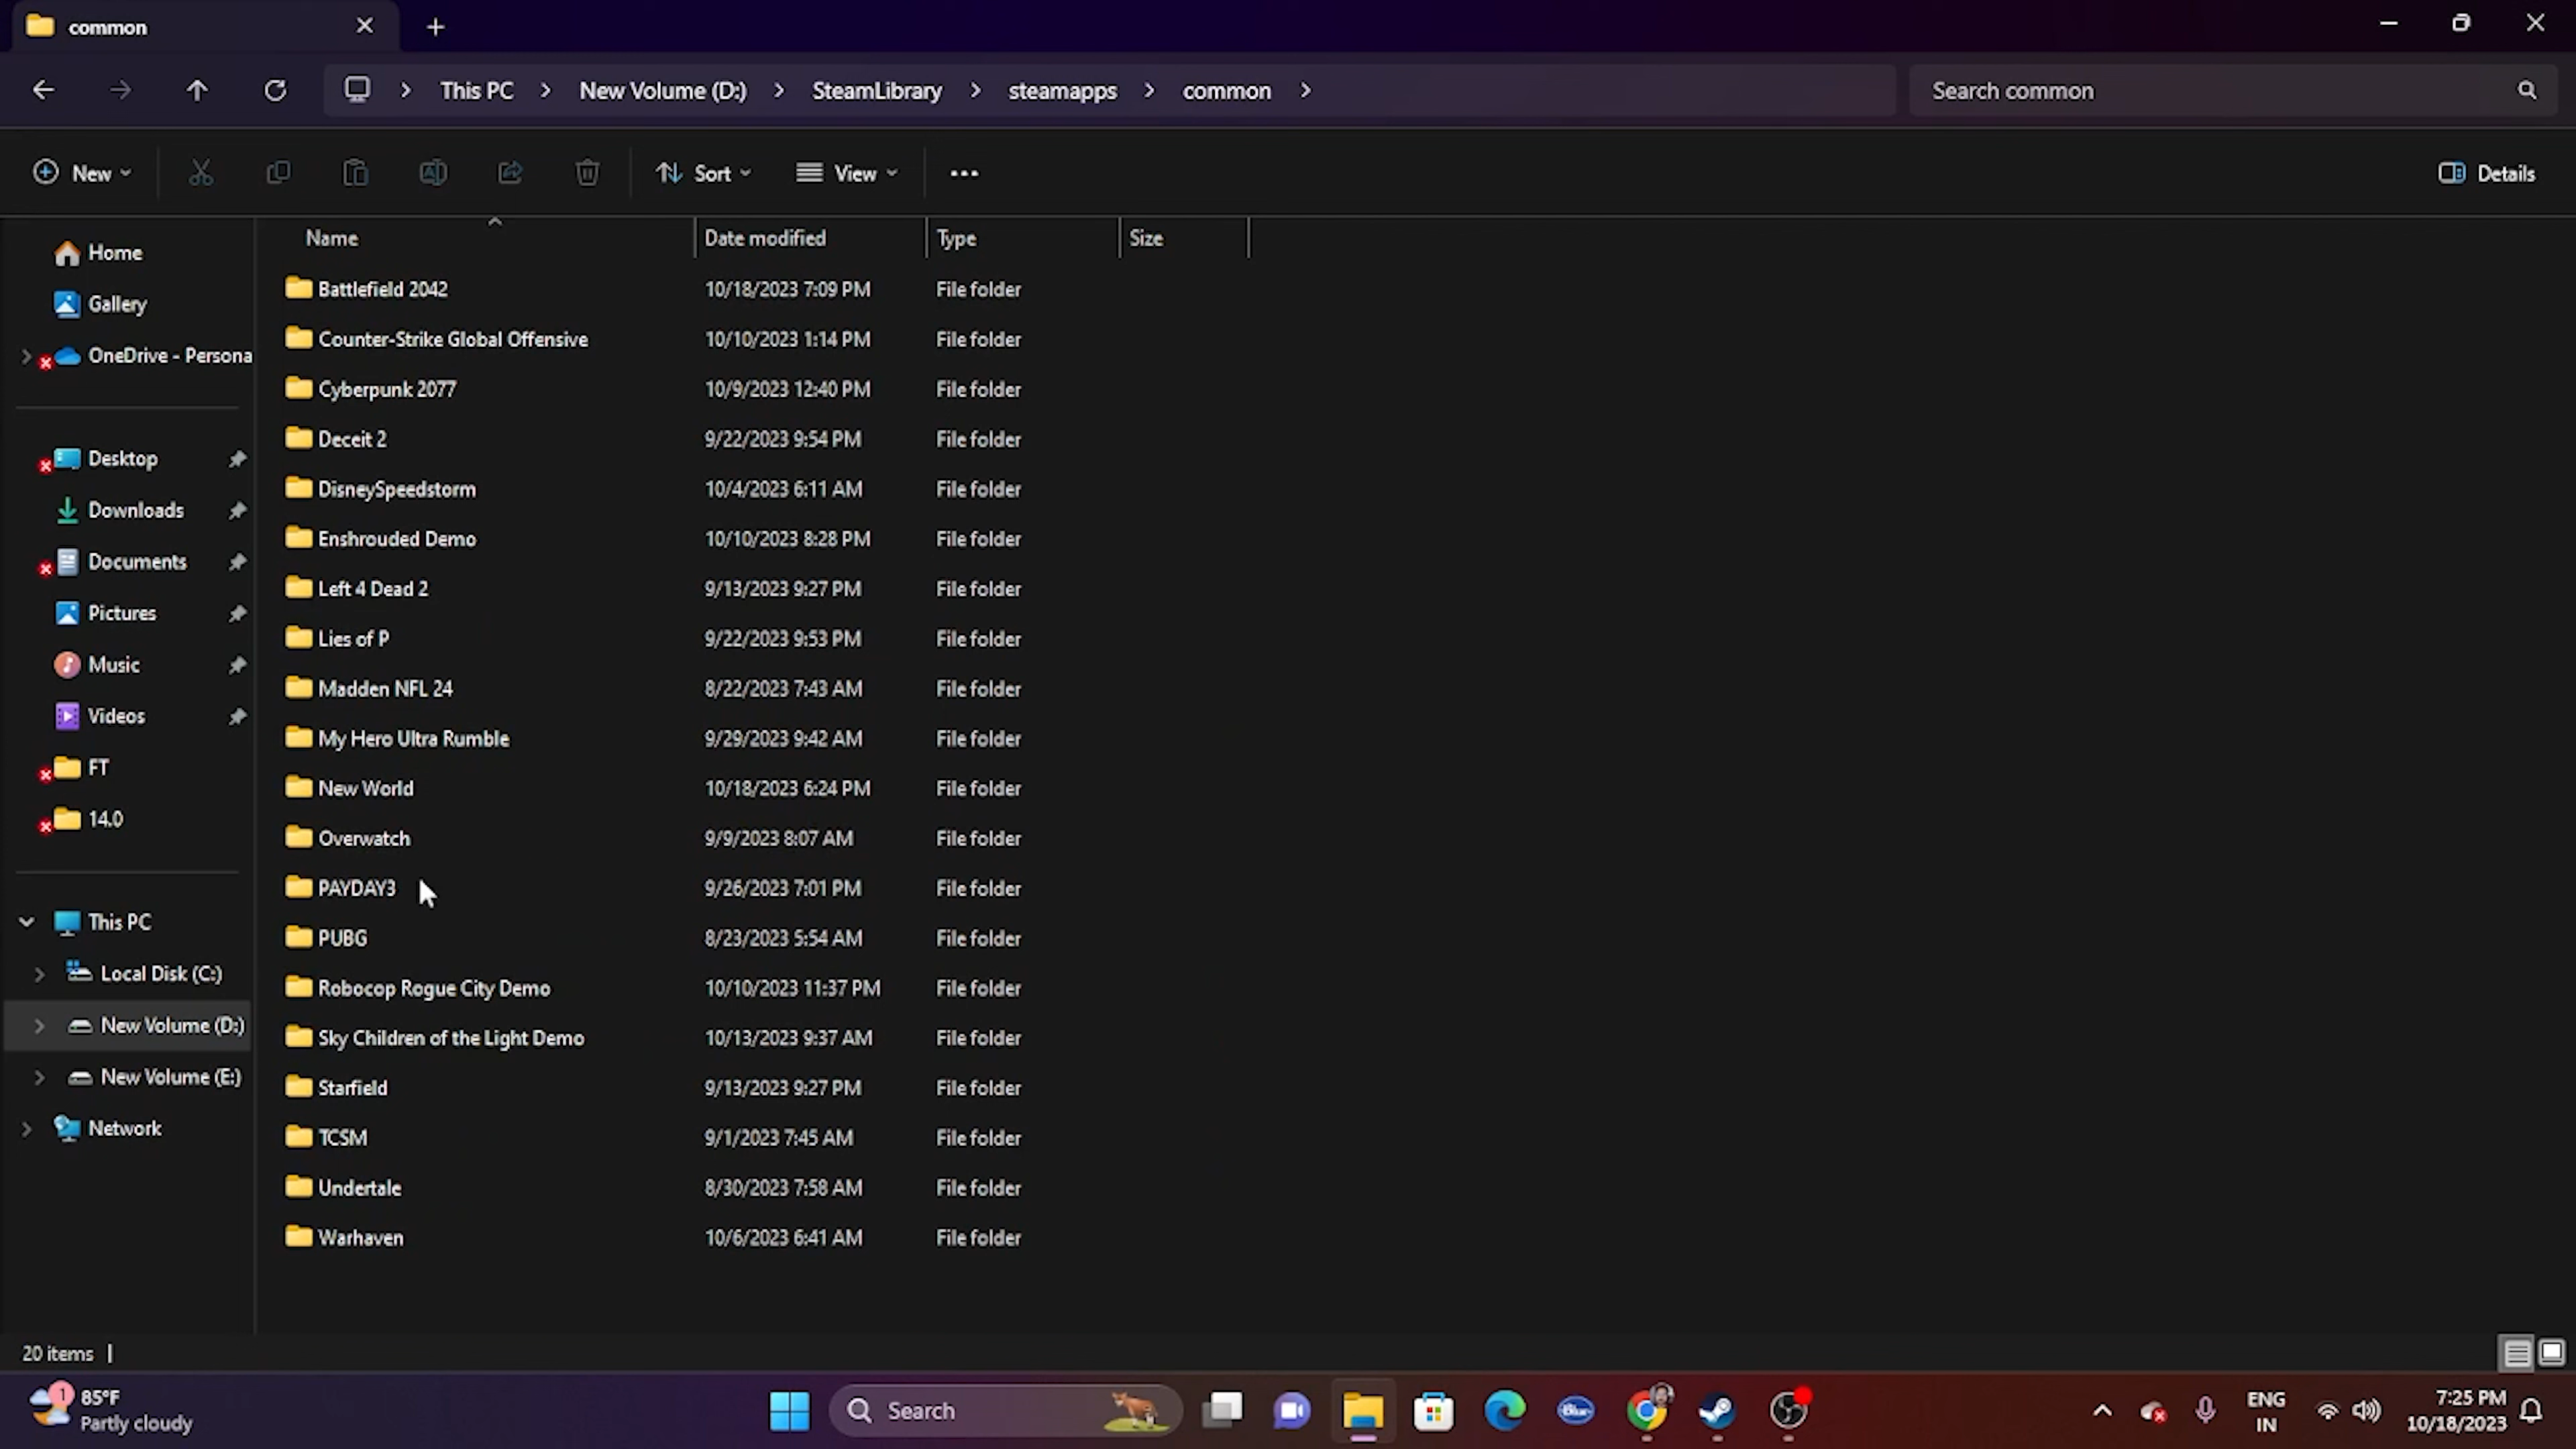 common
This PC > New Volume (D:) > SteamLibrary > steamapps > common >
Search common
New
Sort
View
Details
Name
Date modified
Type
Size
Home
Gallery
OneDrive - Persona
Desktop
Downloads
Documents
Pictures
Music
Videos
FT
14.0
This PC
Local Disk (C:)
New Volume (D:)
New Volume (E:)
Network
Battlefield 2042 10/18/2023 7:09 PM File folder
Counter-Strike Global Offensive 10/10/2023 1:14 PM File folder
Cyberpunk 2077 10/9/2023 12:40 PM File folder
Deceit 2 9/22/2023 9:54 PM File folder
DisneySpeedstorm 10/4/2023 6:11 AM File folder
Enshrouded Demo 10/10/2023 8:28 PM File folder
Left 4 Dead 2 9/13/2023 9:27 PM File folder
Lies of P 9/22/2023 9:53 PM File folder
Madden NFL 24 8/22/2023 7:43 AM File folder
My Hero Ultra Rumble 9/29/2023 9:42 AM File folder
New World 10/18/2023 6:24 PM File folder
Overwatch 9/9/2023 8:07 AM File folder
PAYDAY3 9/26/2023 7:01 PM File folder
PUBG 8/23/2023 5:54 AM File folder
Robocop Rogue City Demo 10/10/2023 11:37 PM File folder
Sky Children of the Light Demo 10/13/2023 9:37 AM File folder
Starfield 9/13/2023 9:27 PM File folder
TCSM 9/1/2023 7:45 AM File folder
Undertale 8/30/2023 7:58 AM File folder
Warhaven 10/6/2023 6:41 AM File folder
20 items
1
85°F
Partly cloudy
Search
Blue
ENG
IN
7:25 PM
10/18/2023